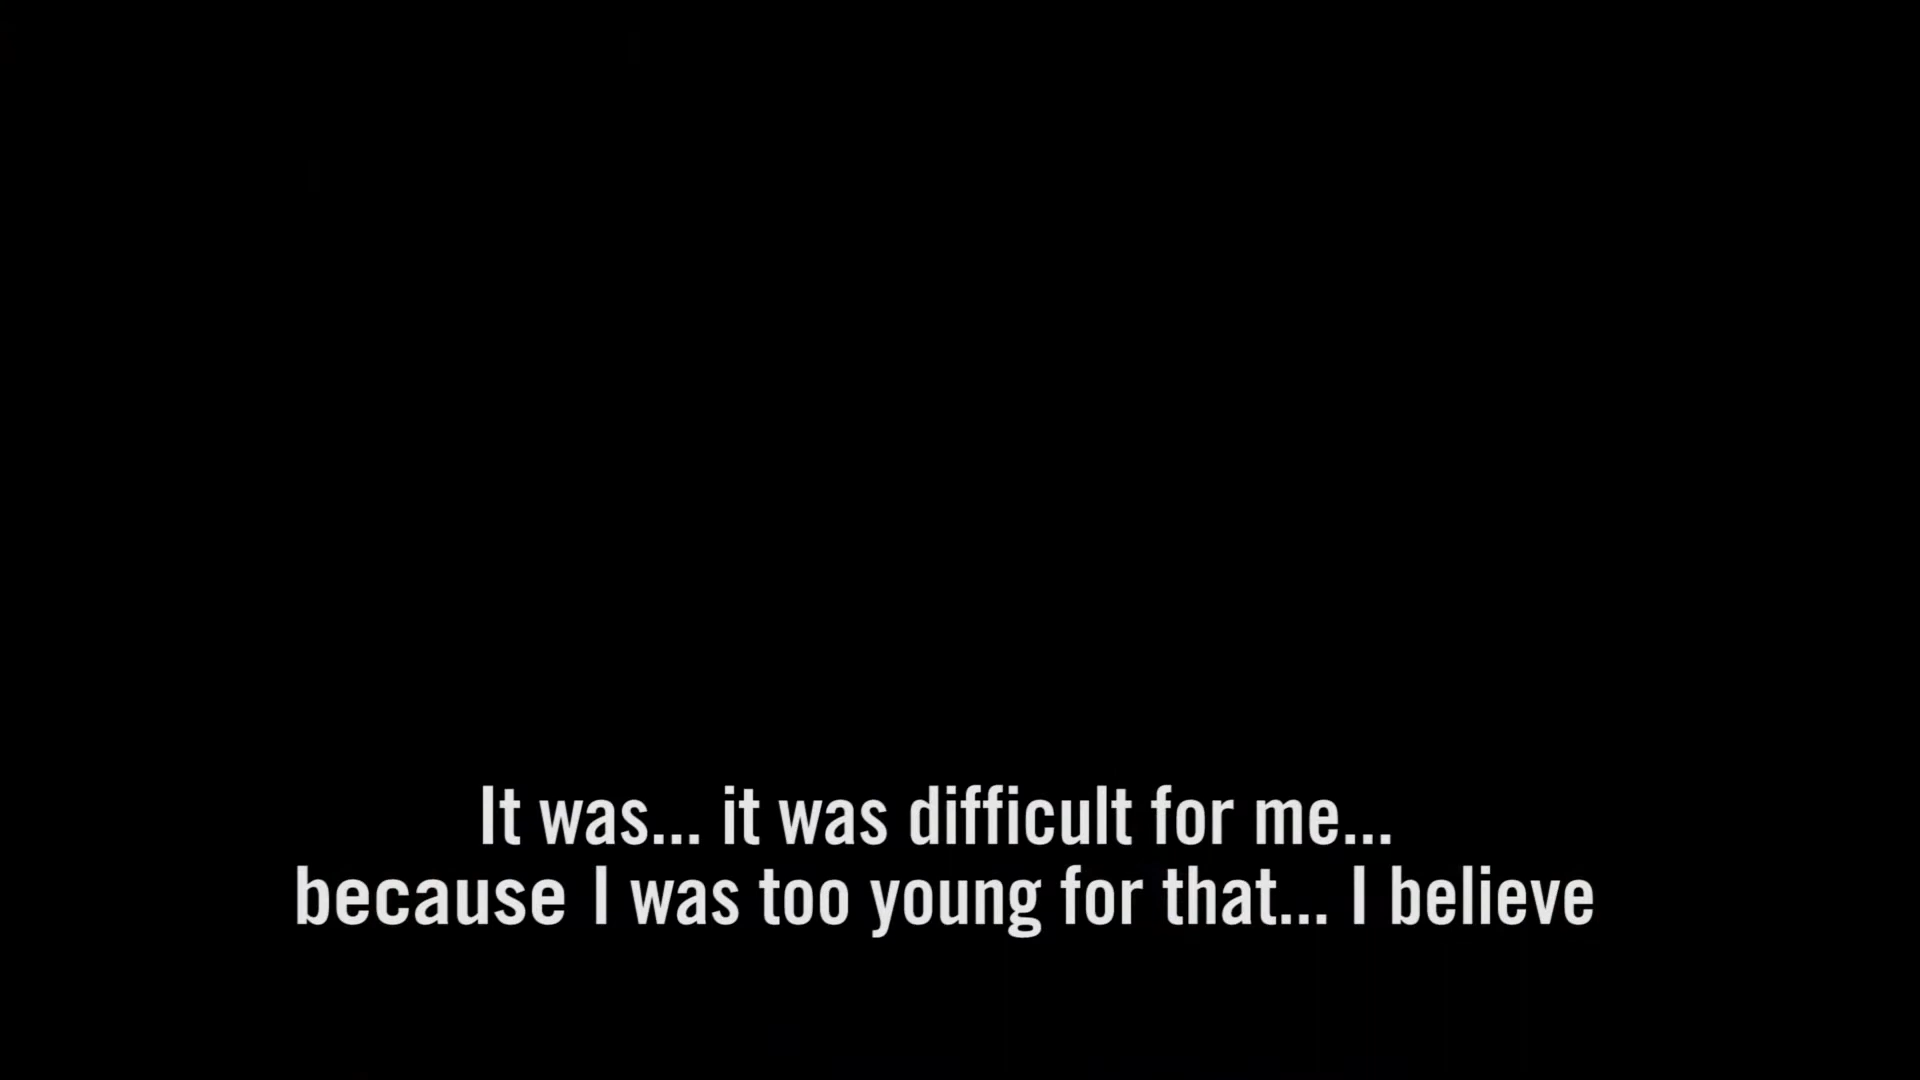 It was... it was difficult for me...
because I was too young for that... I believe